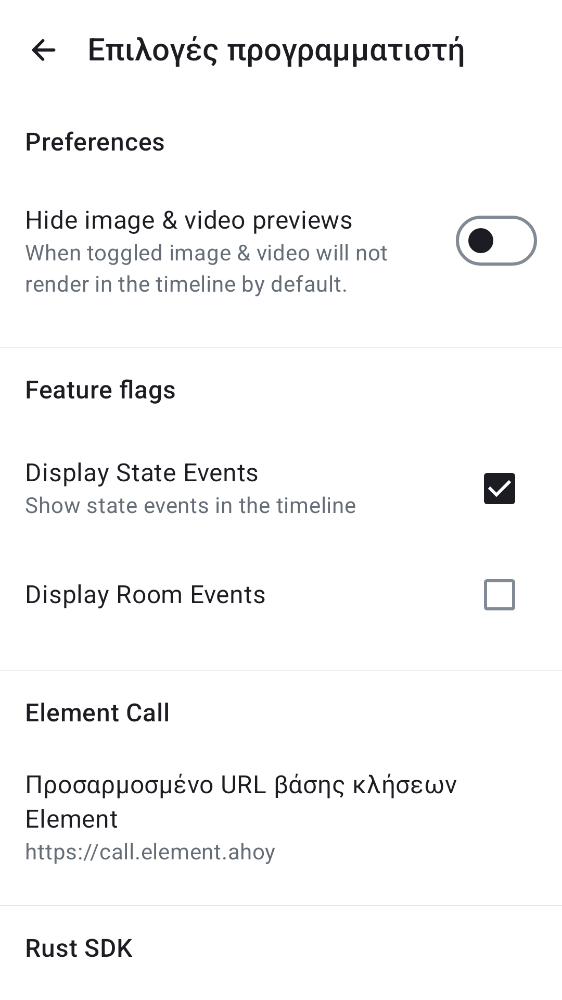 Επιλογές προγραμματιστή
Preferences
Hide image & video previews
When toggled image & video will not
render in the timeline by default.
Feature flags
Display State Events
Show state events in the timeline
Display Room Events
Element Call
Προσαρμοσμένο URL βάσης κλήσεων
Element
https://call.element.ahoy
Rust SDK